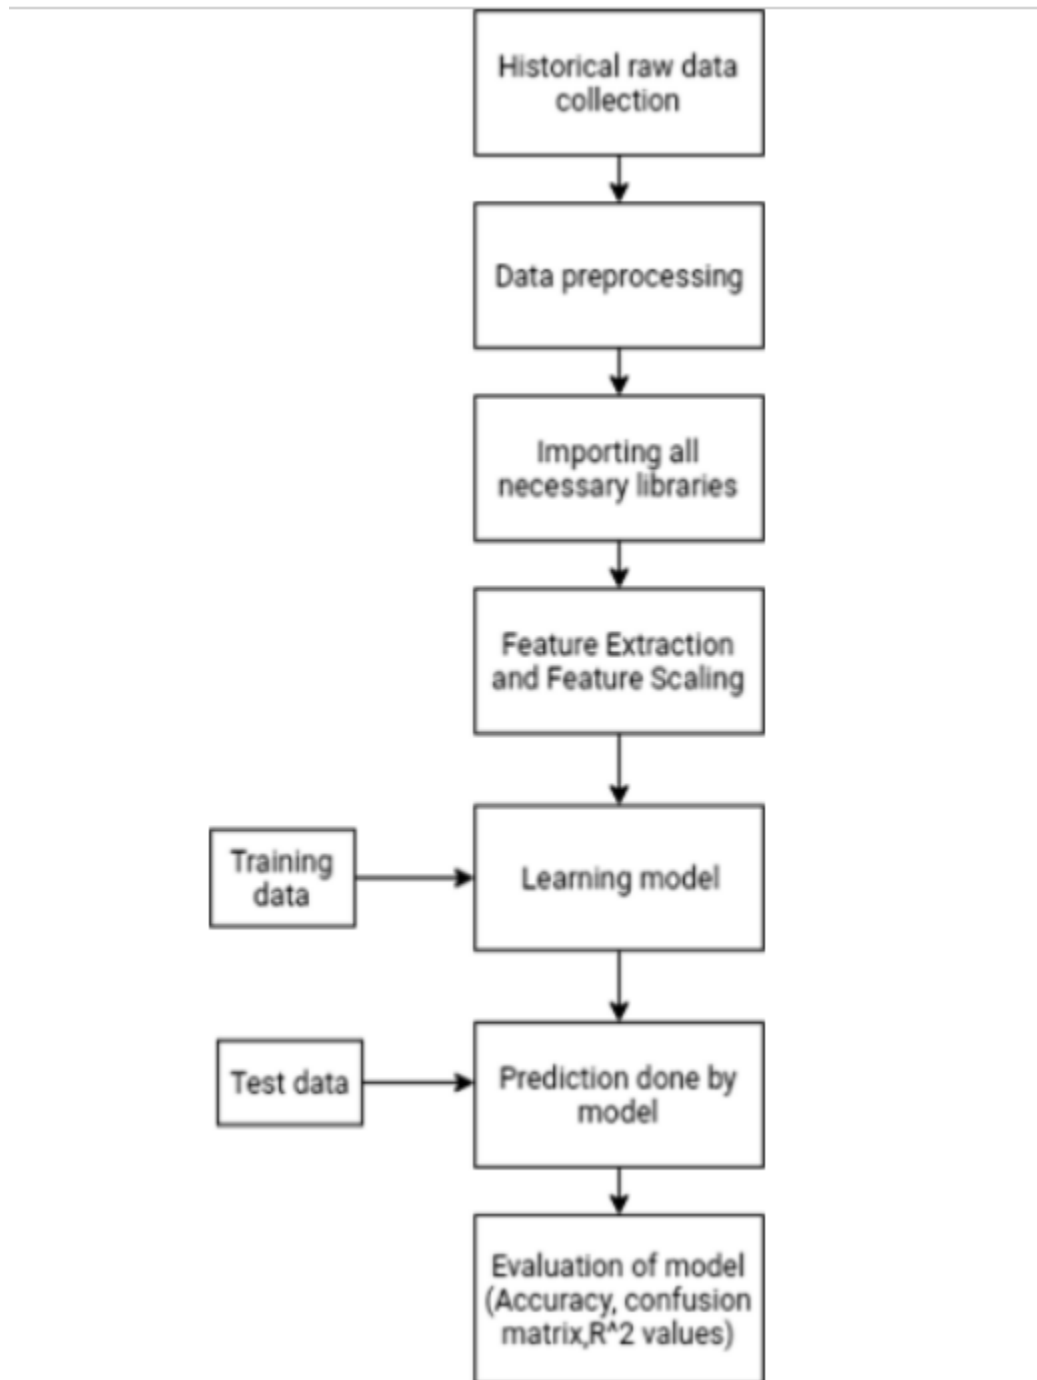 Historical raw data
collection
Data preprocessing
Importing all
necessary libraries
Feature Extraction
and Feature Scaling
Training
data
Learning model
Test data
Prediction done by
model
Evaluation of model
(Accuracy, confusion
matrix,R^2 values)